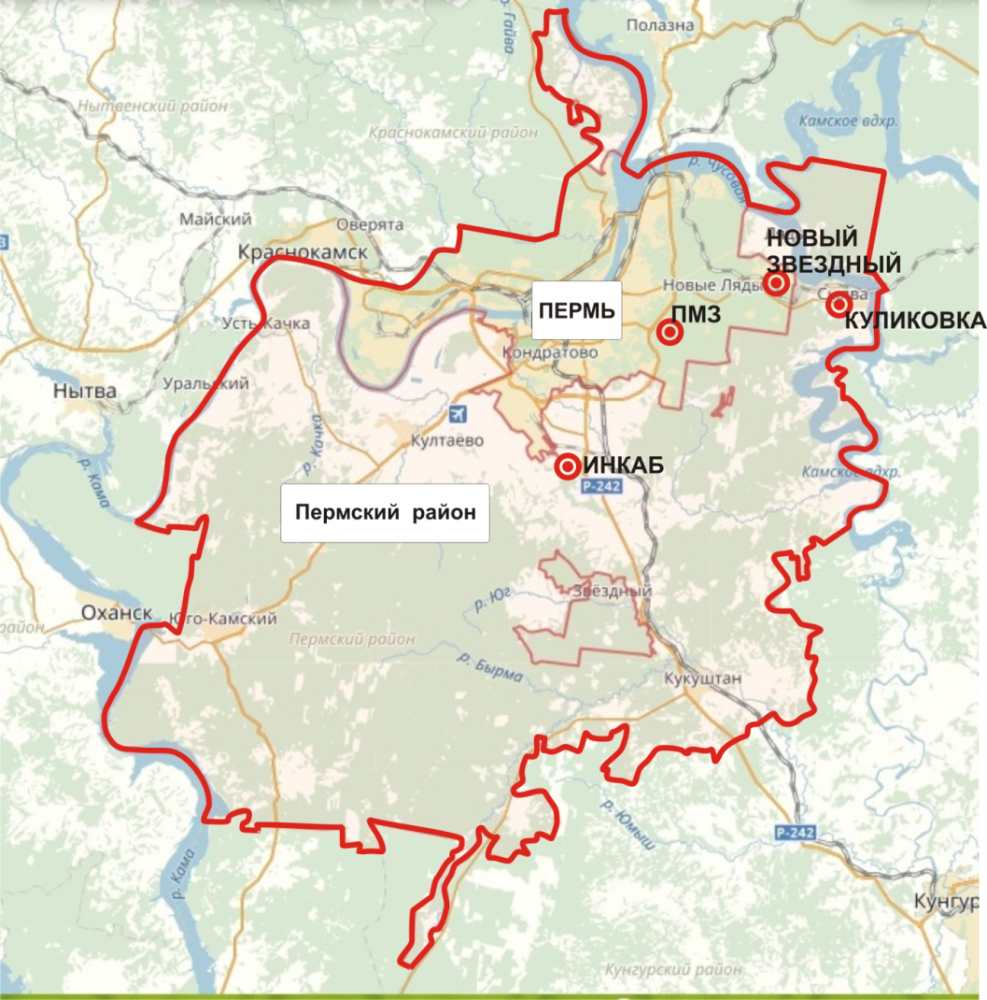 р. Гайва
Полазна
Нытвенский район
Краснокамский район
Камское вдхр.
р. Чусовая
Майский
Оверята
Краснокамск
НОВЫЙ
ЗВЕЗДНЫЙ
Новые Ляды
Сылва
КУЛИКОВКА
ПЕРМЬ
ПМЗ
Усть-Качка
Кондратово
Нытва
Уральский
Култаево
р. Качка
р. Кама
ИНКАБ
Р-242
Камское вдхр.
Пермский район
Звёздный
р. Юг
Оханск
Юго-Камский
район
Пермский район
р. Бырма
Кукуштан
р. Юмыш
Р-242
р. Кама
Кунгур
Кунгурский район